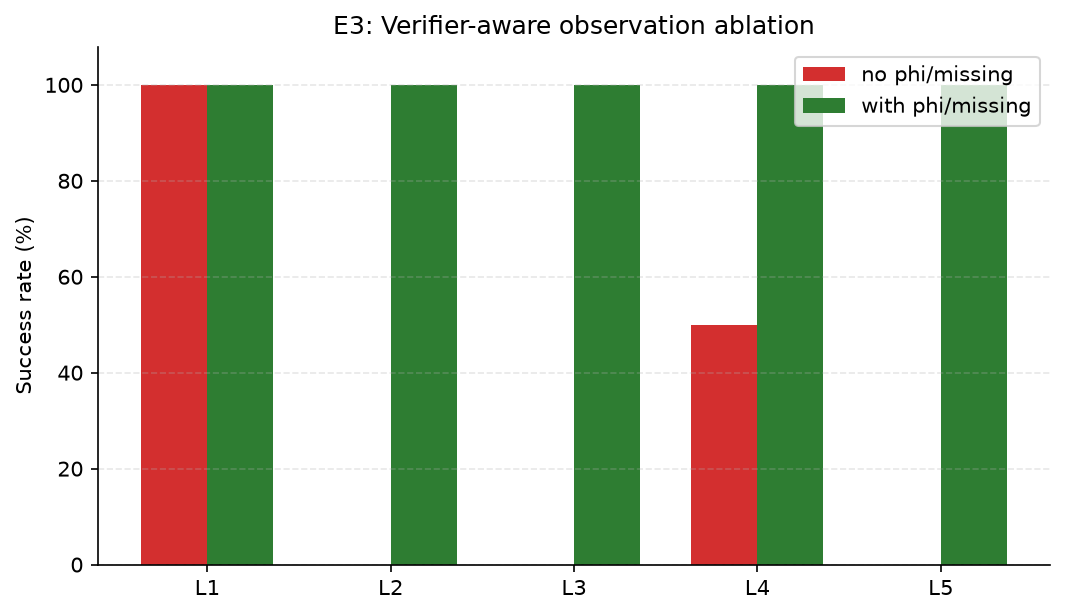 E3: Verifier-aware observation ablation
no phi/missing
with phi/missing
Success rate (%)
100
80
60
40
20
0
L1 L2 L3 L4 L5